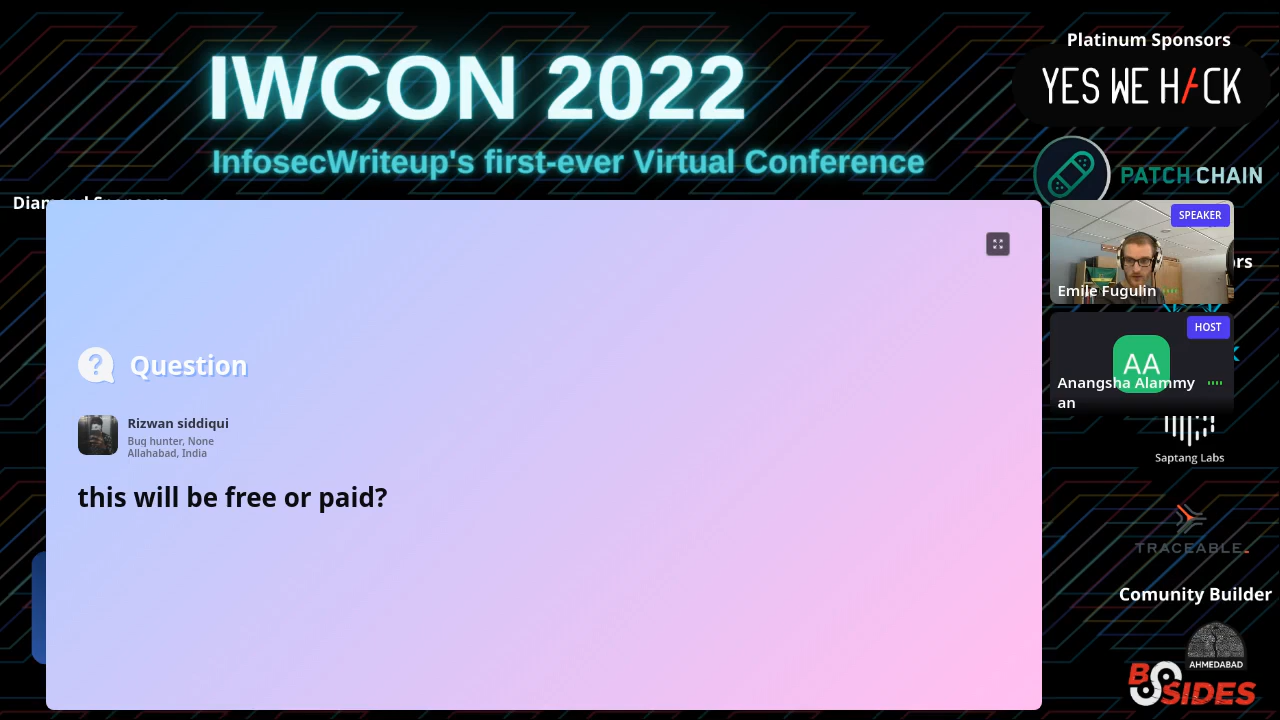 IWCON 2022
InfosecWriteup's first-ever Virtual Conference
Platinum Sponsors
YES WE H/CK
PATCH CHAIN
SPEAKER
Emile Fugulin
rs
HOST
AA
Anangsha Alammy
an
Question
Rizwan siddiqui
Bug hunter, None
Allahabad, India
this will be free or paid?
Saptang Labs
TRACEABLE
Comunity Builder
AHMEDABAD
BSIDES